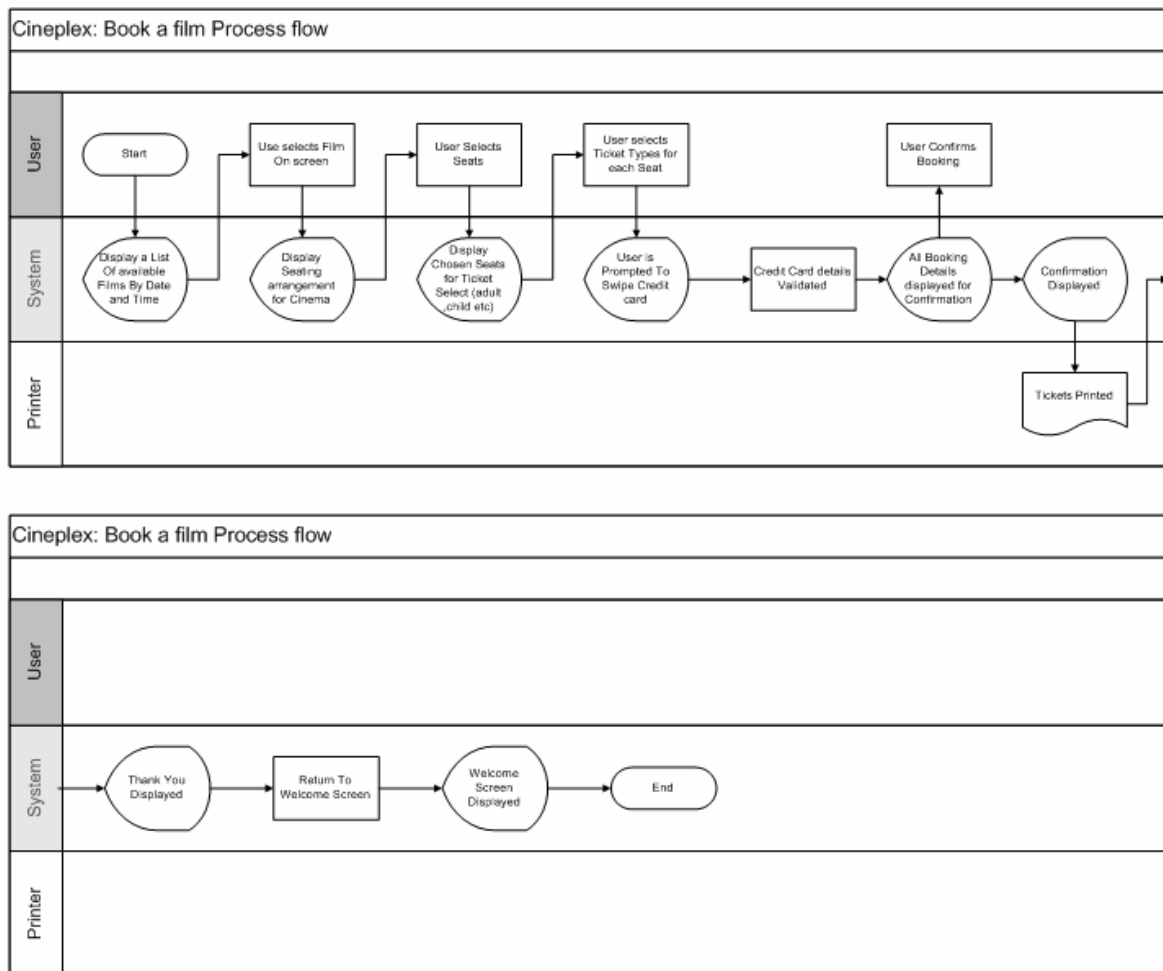 Cineplex: Book a film Process flow
User
Start
Use selects Film
On screen
User Selects
Seats
User selects
Ticket Types for
each Seat
User Confirms
Booking
System
Display a List
Of available
Films By Date
and Time
Display
Seating
arrangement
for Cinema
Display
Chosen Seats
for Ticket
Select (adult
,child etc)
User is
Prompted To
Swipe Credit
card
Credit Card details
Validated
All Booking
Details
displayed for
Confirmation
Confirmation
Displayed
Printer
Tickets Printed
Cineplex: Book a film Process flow
User
System
Thank You
Displayed
Return To
Welcome Screen
Welcome
Screen
Displayed
End
Printer